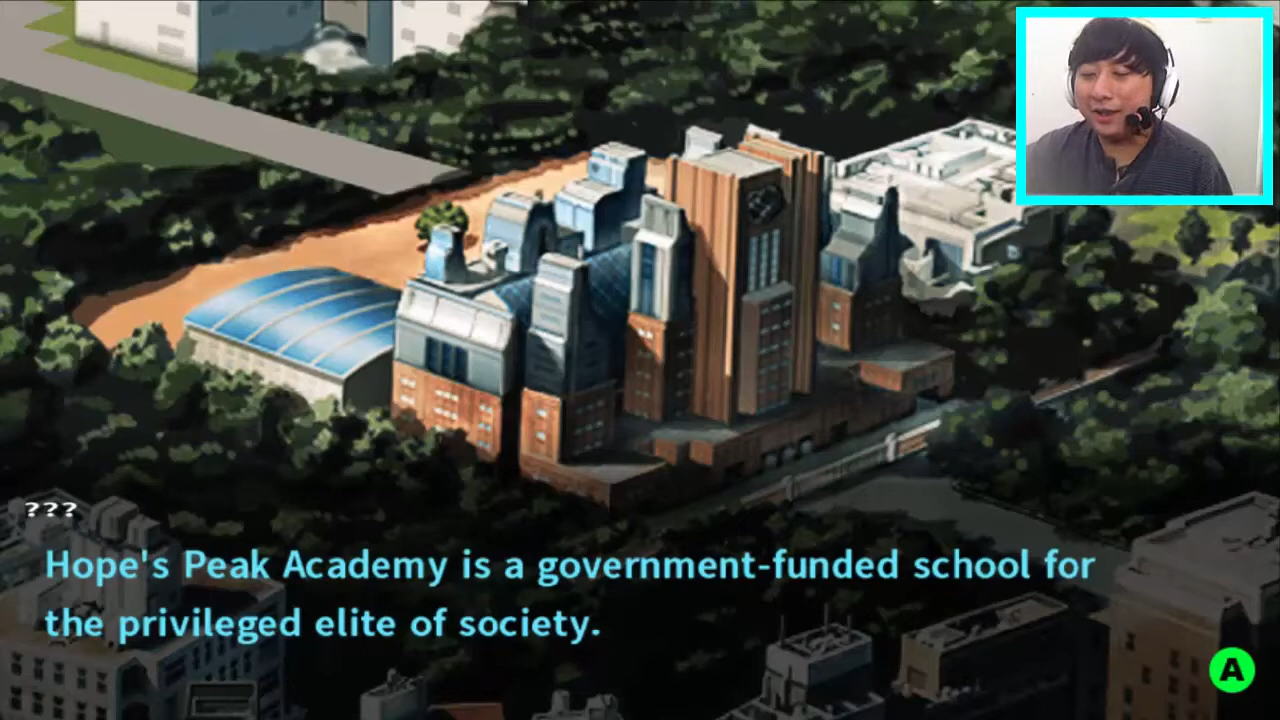 ???
Hope's Peak Academy is a government-funded school for
the privileged elite of society.
A